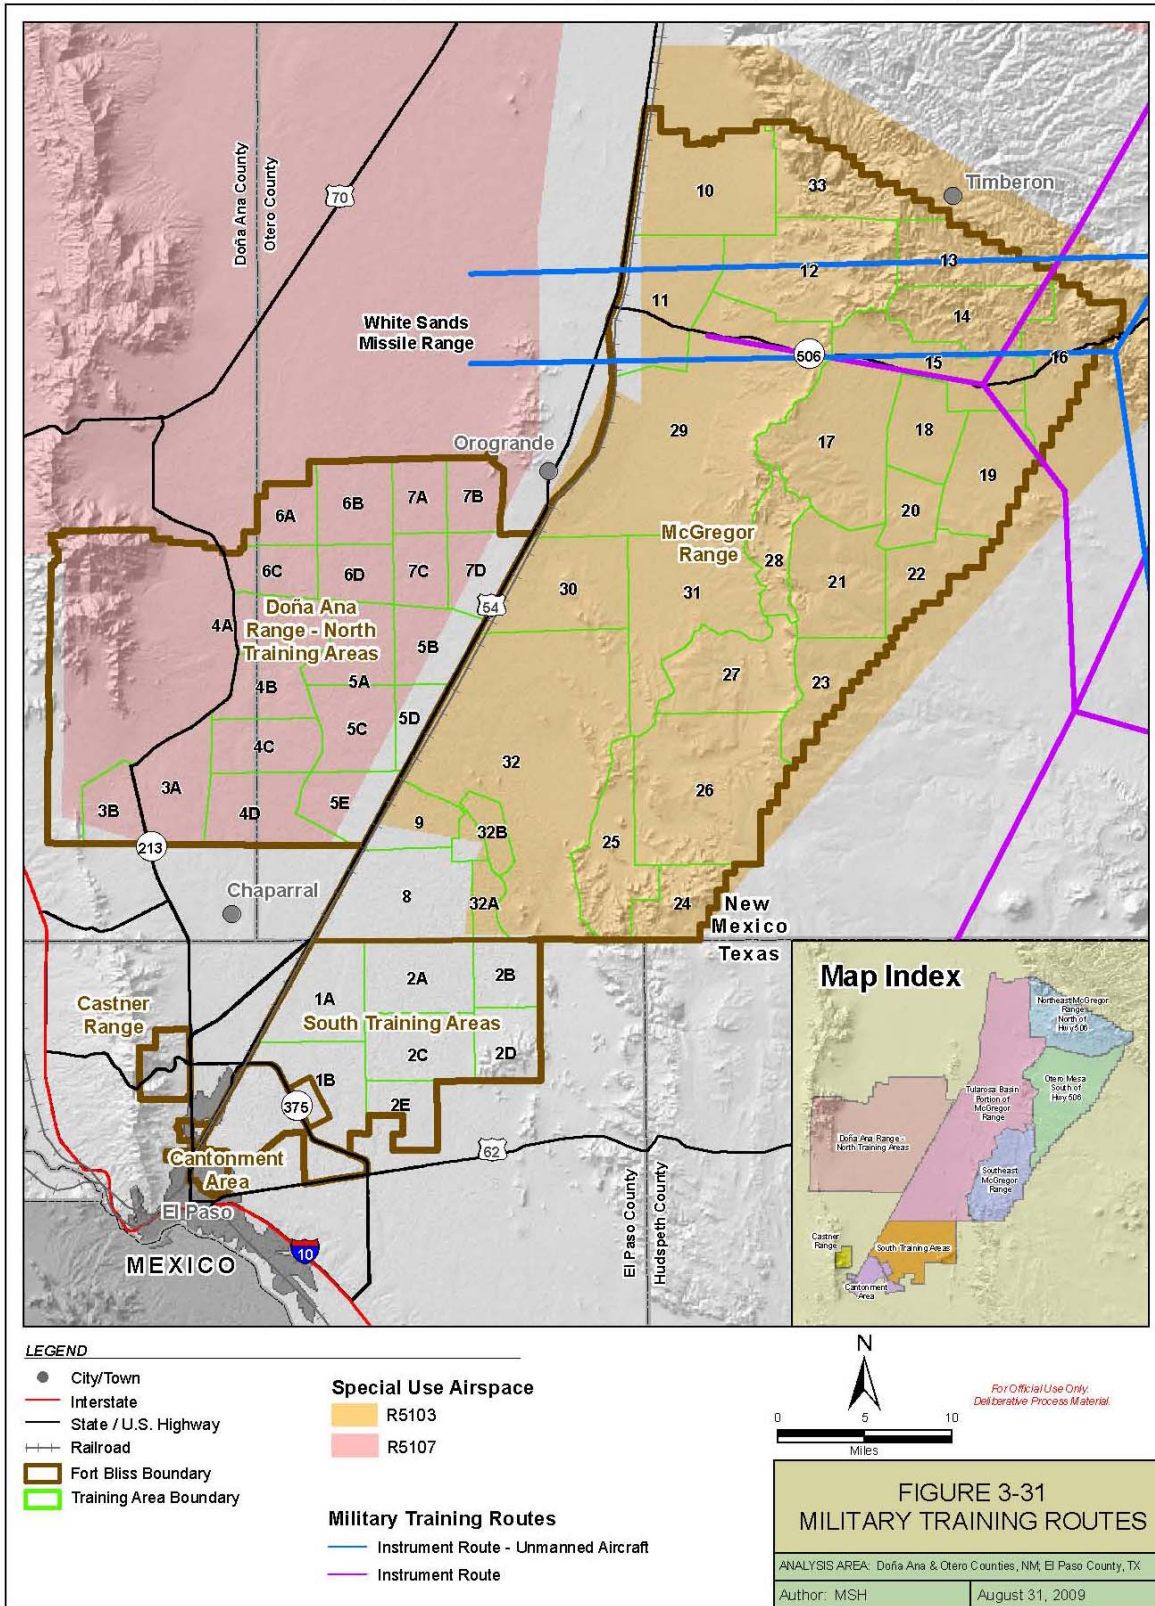 Doña Ana County
Otero County
70
10
33
Timberon
12
13
11
14
White Sands
Missile Range
506
15
16
29
17
18
Orogrande
19
6A
6B
7A
7B
20
McGregor
Range
28
6C
6D
7C
7D
30
31
21
22
54
Doña Ana
Range - North
Training Areas
4A
5B
27
23
4B
5A
5C
5D
4C
32
26
3A
3B
4D
5E
9
32B
25
213
Chaparral
8
32A
24
New
Mexico
Texas
2A
2B
Castner
Range
1A
South Training Areas
2C
2D
1B
375
2E
62
Cantonment
Area
El Paso
MEXICO
10
El Paso County
Hudspeth County
Map Index
Northeast McGregor
Range
North of
Hwy 506
Otero Mesa
South of
Hwy 506
Tularosa Basin
Portion of
McGregor
Range
Doña Ana Range -
North Training Areas
Southeast
McGregor
Range
Castner
Range
South Training Areas
Cantonment
Area
LEGEND
City/Town
Interstate
State / U.S. Highway
Railroad
Fort Bliss Boundary
Training Area Boundary
Special Use Airspace
R5103
R5107
Military Training Routes
Instrument Route - Unmanned Aircraft
Instrument Route
N
0 5 10
Miles
For Official Use Only.
Deliberative Process Material.
FIGURE 3-31
MILITARY TRAINING ROUTES
ANALYSIS AREA: Doña Ana & Otero Counties, NM; El Paso County, TX
Author: MSH
August 31, 2009